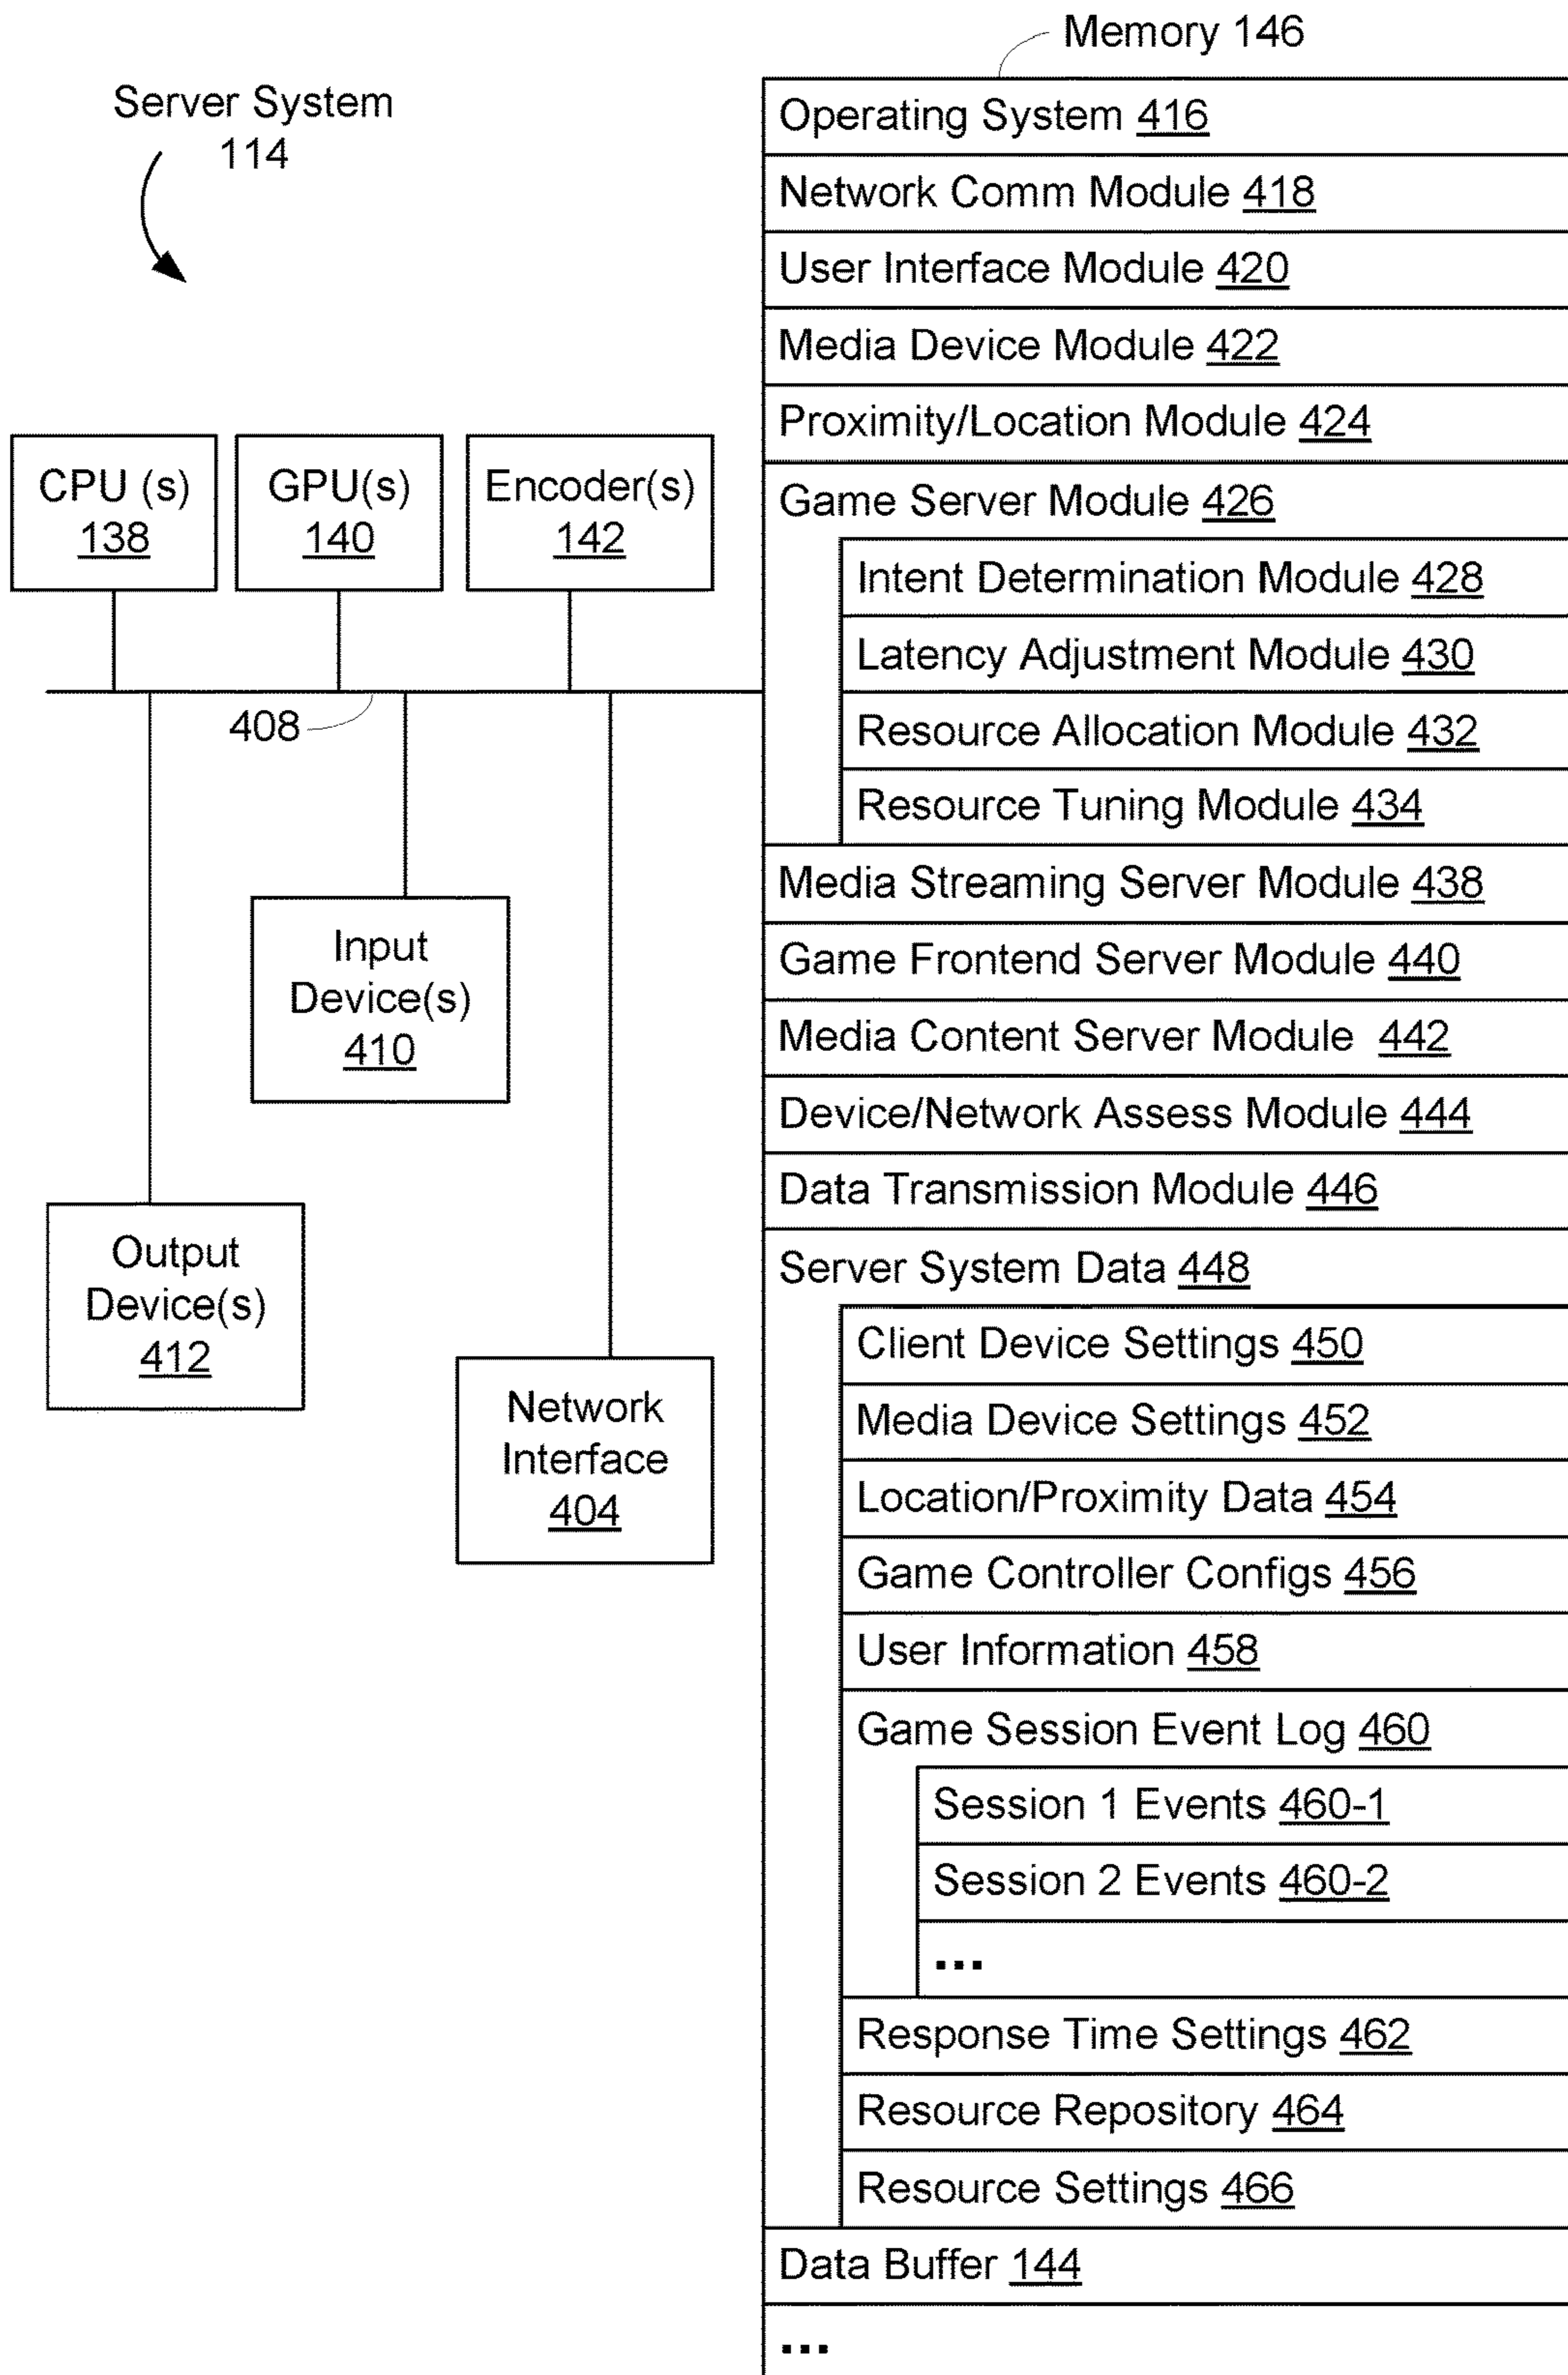 Memory 146
Server System
114
Operating System 416
Network Comm Module 418
User Interface Module 420
Media Device Module 422
Proximity/Location Module 424
CPU (s)
138
GPU(s)
140
Encoder(s)
142
Game Server Module 426
Intent Determination Module 428
Latency Adjustment Module 430
408
Resource Allocation Module 432
Resource Tuning Module 434
Media Streaming Server Module 438
Input
Device(s)
410
Game Frontend Server Module 440
Media Content Server Module 442
Device/Network Assess Module 444
Data Transmission Module 446
Output
Device(s)
412
Server System Data 448
Client Device Settings 450
Media Device Settings 452
Network
Interface
404
Location/Proximity Data 454
Game Controller Configs 456
User Information 458
Game Session Event Log 460
Session 1 Events 460-1
Session 2 Events 460-2
...
Response Time Settings 462
Resource Repository 464
Resource Settings 466
Data Buffer 144
...